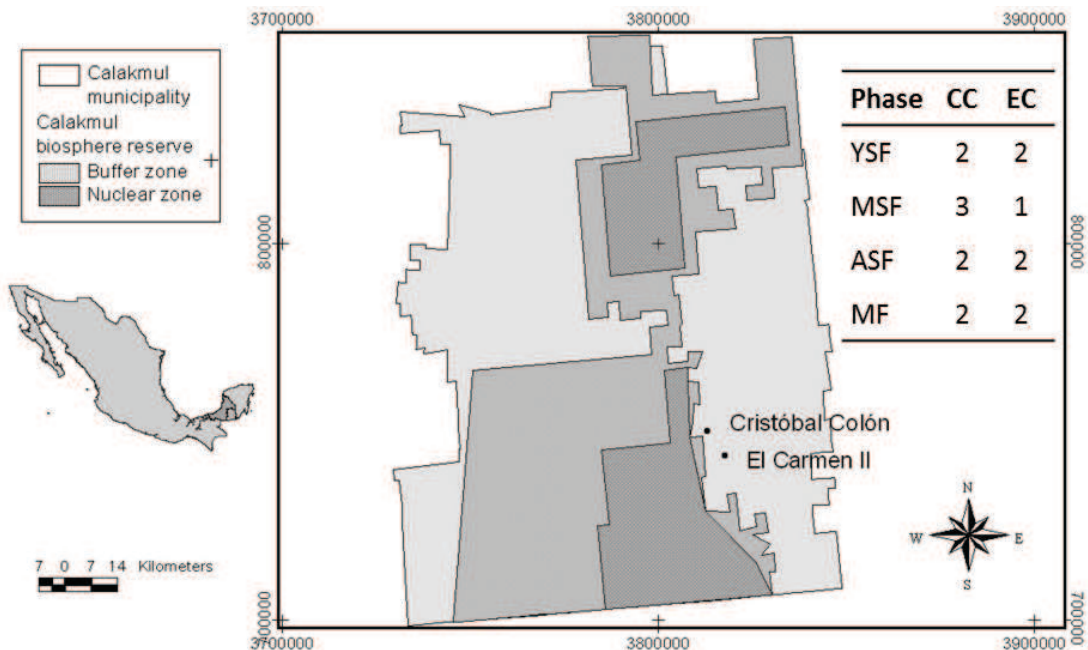 3700000 3800000 3900000
Calakmul
municipality
Calakmul
biosphere reserve
Buffer zone
Nuclear zone
Phase CC EC
YSF 2 2
MSF 3 1
ASF 2 2
MF 2 2
800000 800000
Cristóbal Colón
El Carmen II
N
W E
S
7 0 7 14 Kilometers
700000 700000
3700000 3800000 3900000